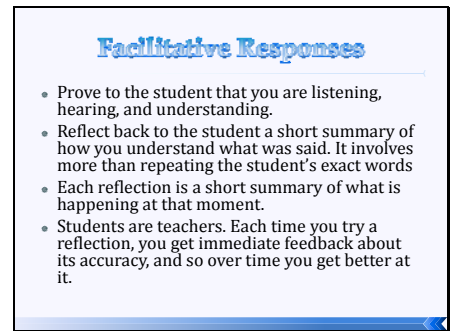 Facilitative Responses
• Prove to the student that you are listening,
hearing, and understanding.
• Reflect back to the student a short summary of
how you understand what was said. It involves
more than repeating the student's exact words
• Each reflection is a short summary of what is
happening at that moment.
• Students are teachers. Each time you try a
reflection, you get immediate feedback about
its accuracy, and so over time you get better at
it.